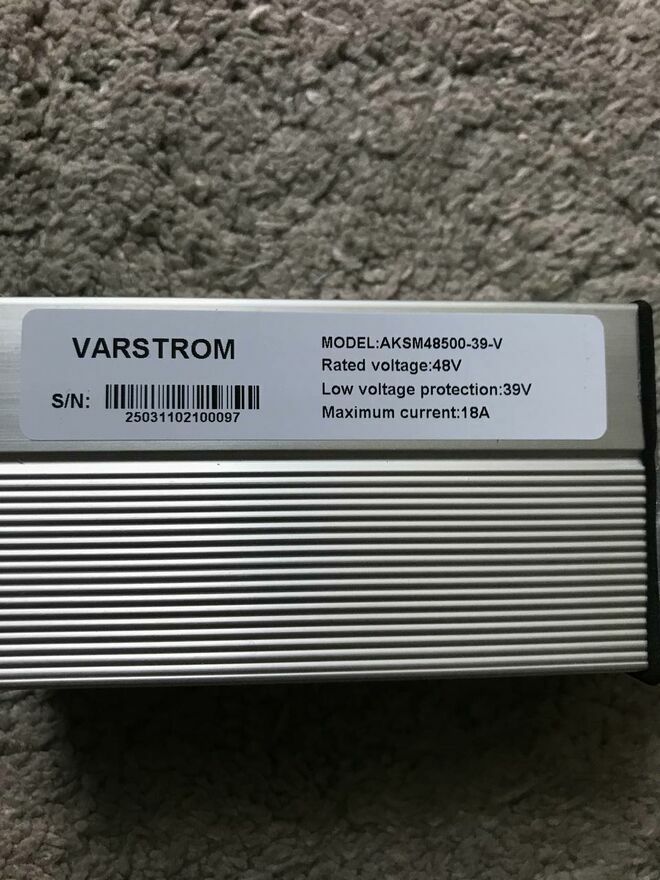 VARSTROM
S/N:
25031102100097
MODEL:AKSM48500-39-V
Rated voltage:48V
Low voltage protection:39V
Maximum current:18A